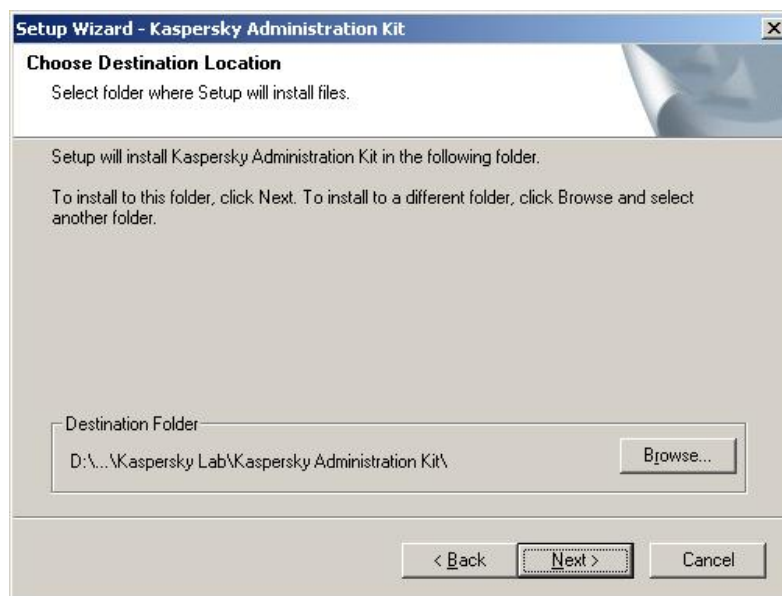 Setup Wizard - Kaspersky Administration Kit
Choose Destination Location
Select folder where Setup will install files.
Setup will install Kaspersky Administration Kit in the following folder.
To install to this folder, click Next. To install to a different folder, click Browse and select
another folder.
Destination Folder
D:\...\Kaspersky Lab\Kaspersky Administration Kit\
Browse...
< Back
Next >
Cancel